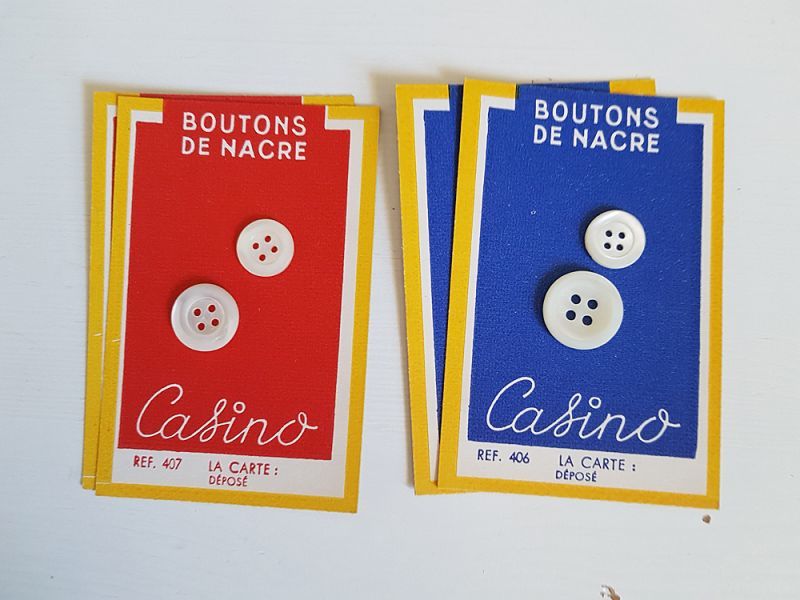 BOUTONS
DE NACRE
Casino
REF. 407 LA CARTE :
DÉPOSÉ
BOUTONS
DE NACRE
Casino
REF. 406 LA CARTE :
DÉPOSÉ